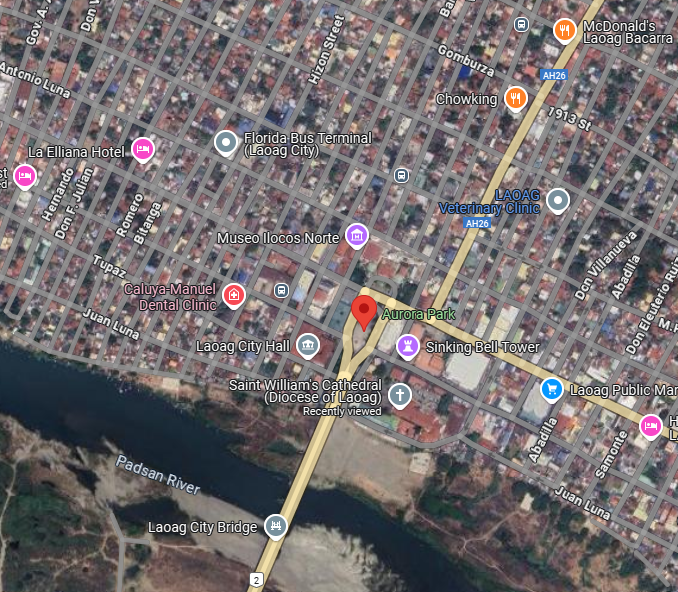 McDonald's
Laoag Bacarra
Hizon Street
Gomburza
AH26
Antonio Luna
Chowking
1913 St
Florida Bus Terminal
(Laoag City)
La Elliana Hotel
Hernando
Don F. Julian
Romero
Bitanga
LAOAG
Veterinary Clinic
AH26
Museo Ilocos Norte
Don Villanueva
Abadilla
Don Eleuterio Ruiz
Tupaz
Caluya-Manuel
Dental Clinic
Aurora Park
Juan Luna
Laoag City Hall
Sinking Bell Tower
Saint William's Cathedral
(Diocese of Laoag)
Recently viewed
Laoag Public Mar
Abadilla
Samonte
Padsan River
Juan Luna
Laoag City Bridge
2